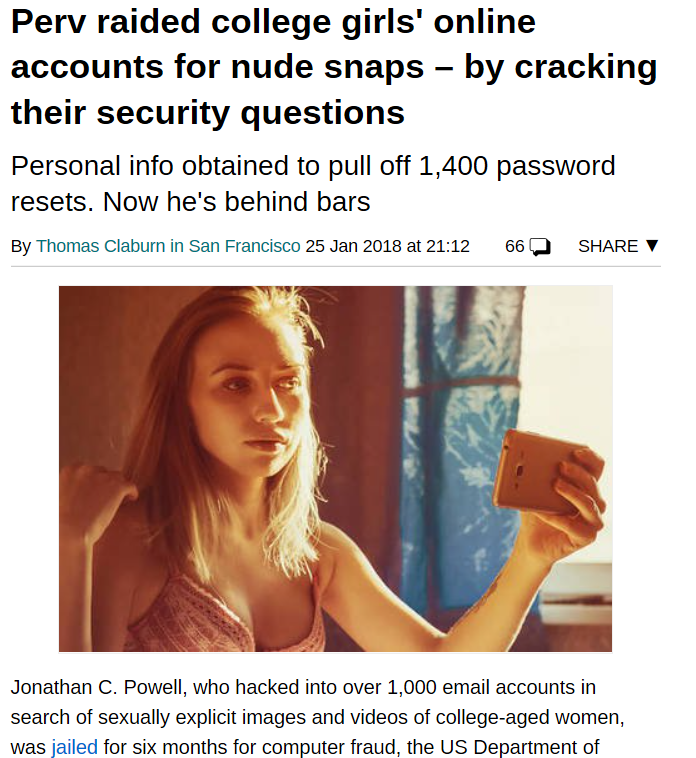 Perv raided college girls' online
accounts for nude snaps – by cracking
their security questions
Personal info obtained to pull off 1,400 password
resets. Now he's behind bars
By Thomas Claburn in San Francisco 25 Jan 2018 at 21:12 66 SHARE ▼
Jonathan C. Powell, who hacked into over 1,000 email accounts in
search of sexually explicit images and videos of college-aged women,
was jailed for six months for computer fraud, the US Department of